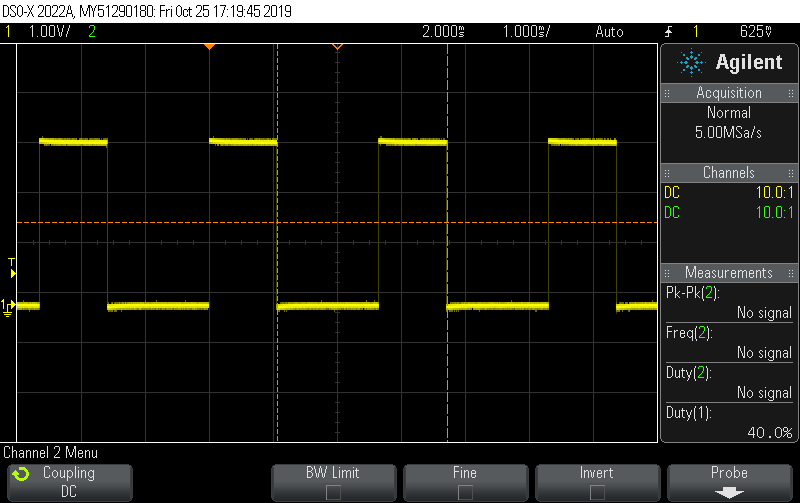 DSO-X 2022A, MY51290180: Fri Oct 25 17:19:45 2019
1 1.00V/ 2 2.000s 1.000s/ Auto 1 625mV
Agilent
Acquisition
Normal
5.00MSa/s
Channels
DC 10.0:1
DC 10.0:1
Measurements
Pk-Pk(2):
No signal
Freq(2):
No signal
Duty(2):
No signal
Duty(1):
40.0%
T
1
Channel 2 Menu
Coupling
DC
BW Limit
Fine
Invert
Probe